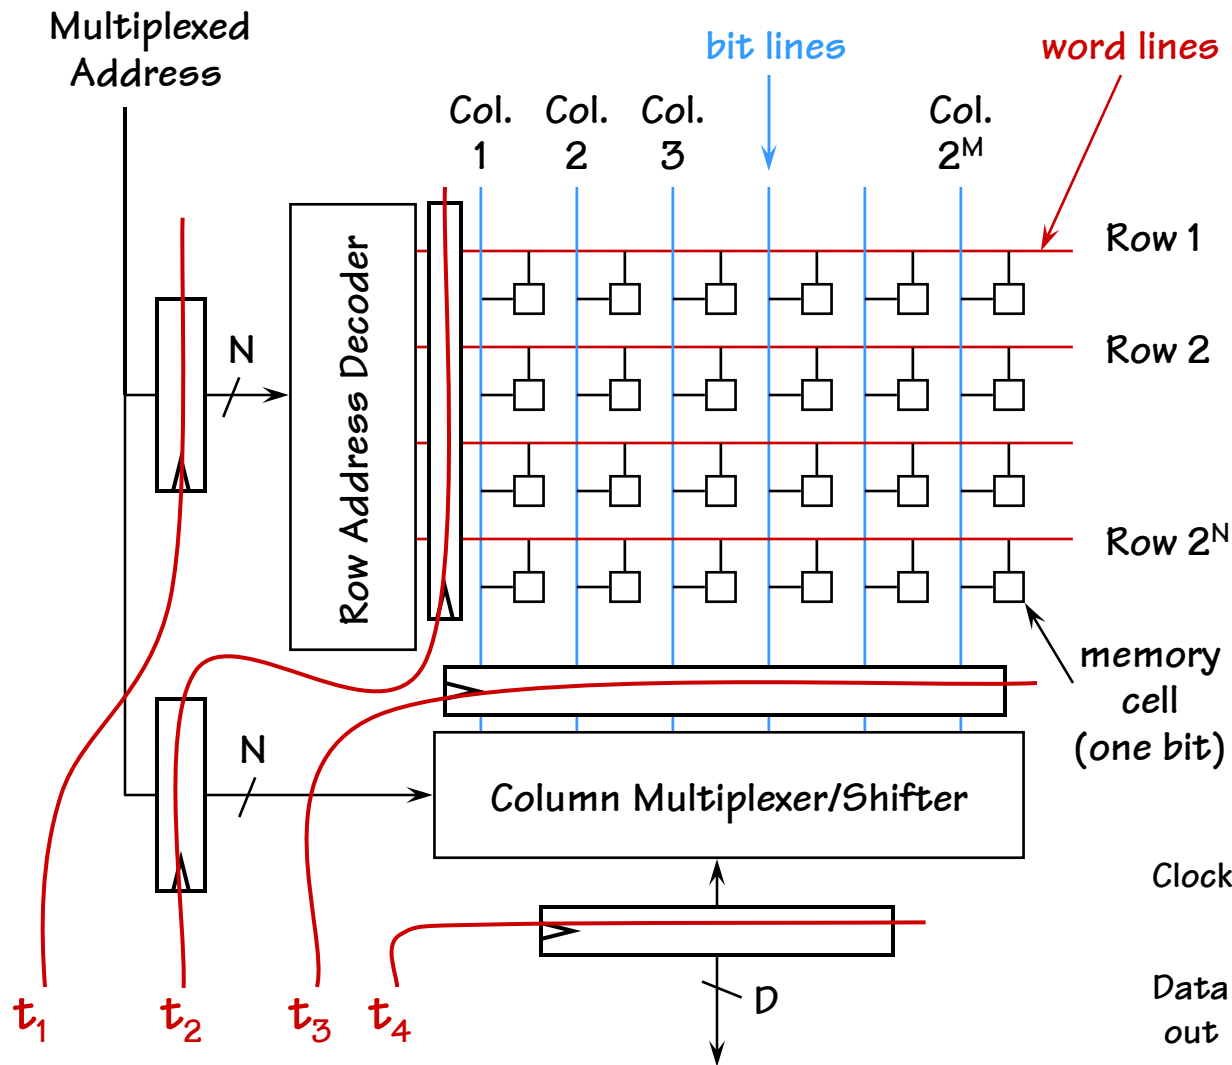 Multiplexed
Address
bit lines
word lines
Col.
1
Col.
2
Col.
3
Col.
2ᴹ
Row 1
N
Row Address Decoder
Row 2
Row 2ᴺ
memory
cell
(one bit)
N
Column Multiplexer/Shifter
Clock
t₁
t₂
t₃
t₄
D
Data
out